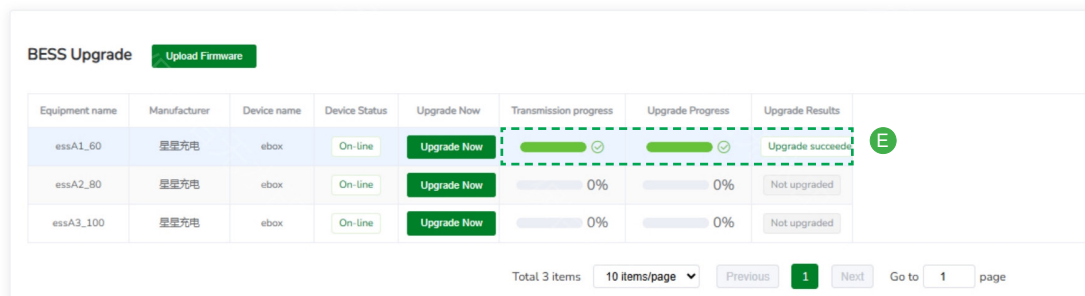 BESS Upgrade Upload Firmware
Equipment name Manufacturer Device name Device Status Upgrade Now Transmission progress Upgrade Progress Upgrade Results
essA1_60 星星充电 ebox On-line Upgrade Now Upgrade succeede E
essA2_80 星星充电 ebox On-line Upgrade Now 0% 0% Not upgraded
essA3_100 星星充电 ebox On-line Upgrade Now 0% 0% Not upgraded
Total 3 items 10 items/page Previous 1 Next Go to 1 page